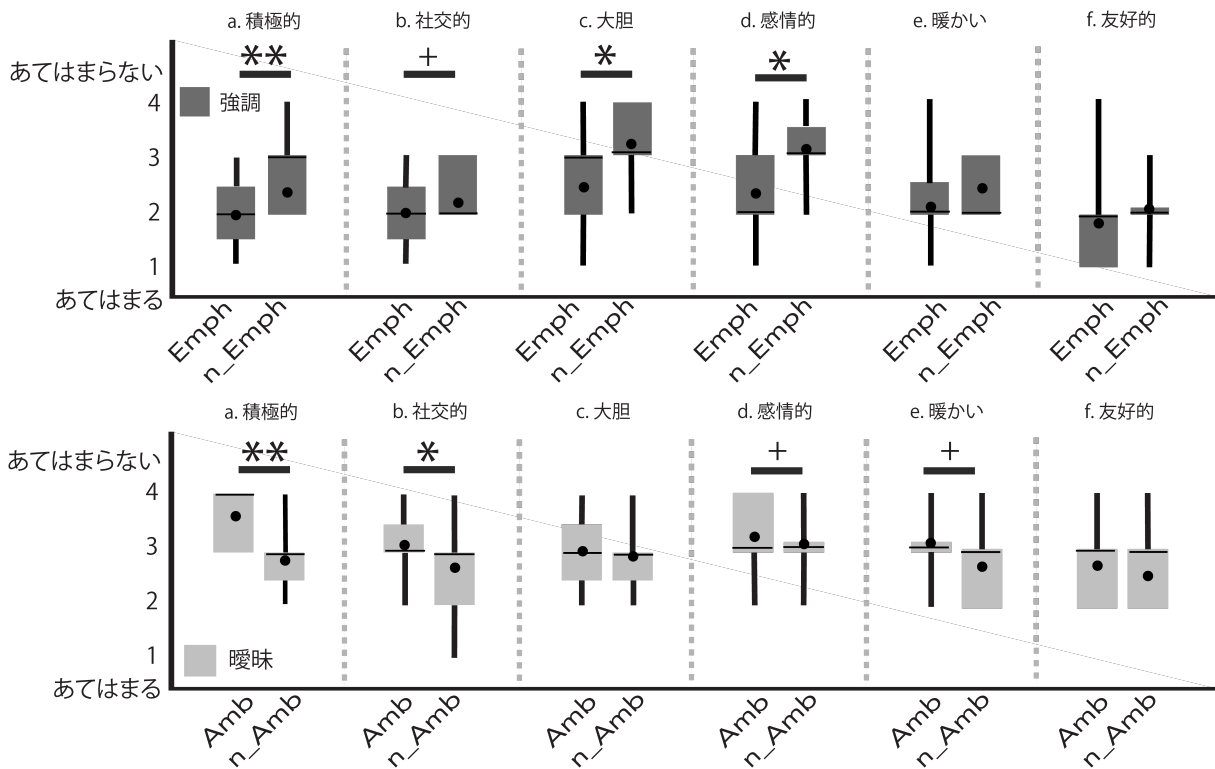 a. 積極的
b. 社交的
c. 大胆
d. 感情的
e. 暖かい
f. 友好的
** + * *
あてはまらない
強調
4
3
2
1
あてはまる
Emph
n_Emph
Emph
n_Emph
Emph
n_Emph
Emph
n_Emph
Emph
n_Emph
Emph
n_Emph
a. 積極的
b. 社交的
c. 大胆
d. 感情的
e. 暖かい
f. 友好的
** * + +
あてはまらない
4
3
2
1
曖昧
あてはまる
Amb
n_Amb
Amb
n_Amb
Amb
n_Amb
Amb
n_Amb
Amb
n_Amb
Amb
n_Amb